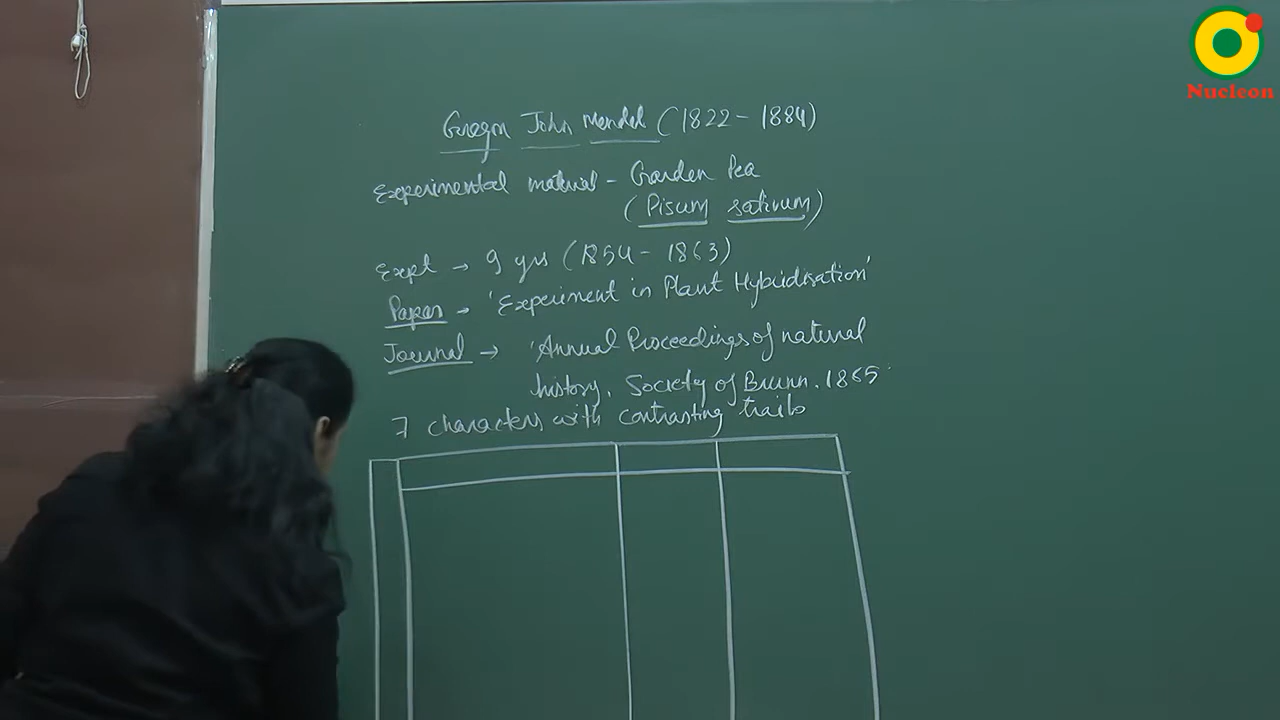 Gregor John Mendel (1822 - 1884)
Experimental material - Garden Pea
(Pisum sativum)
Expt → 9 yrs (1854 - 1863)
Paper → 'Experiment in Plant Hybridisation'
Journal → 'Annual Proceedings of natural
history. Society of Brunn. 1865'
7 characters with contrasting traits
Nucleon